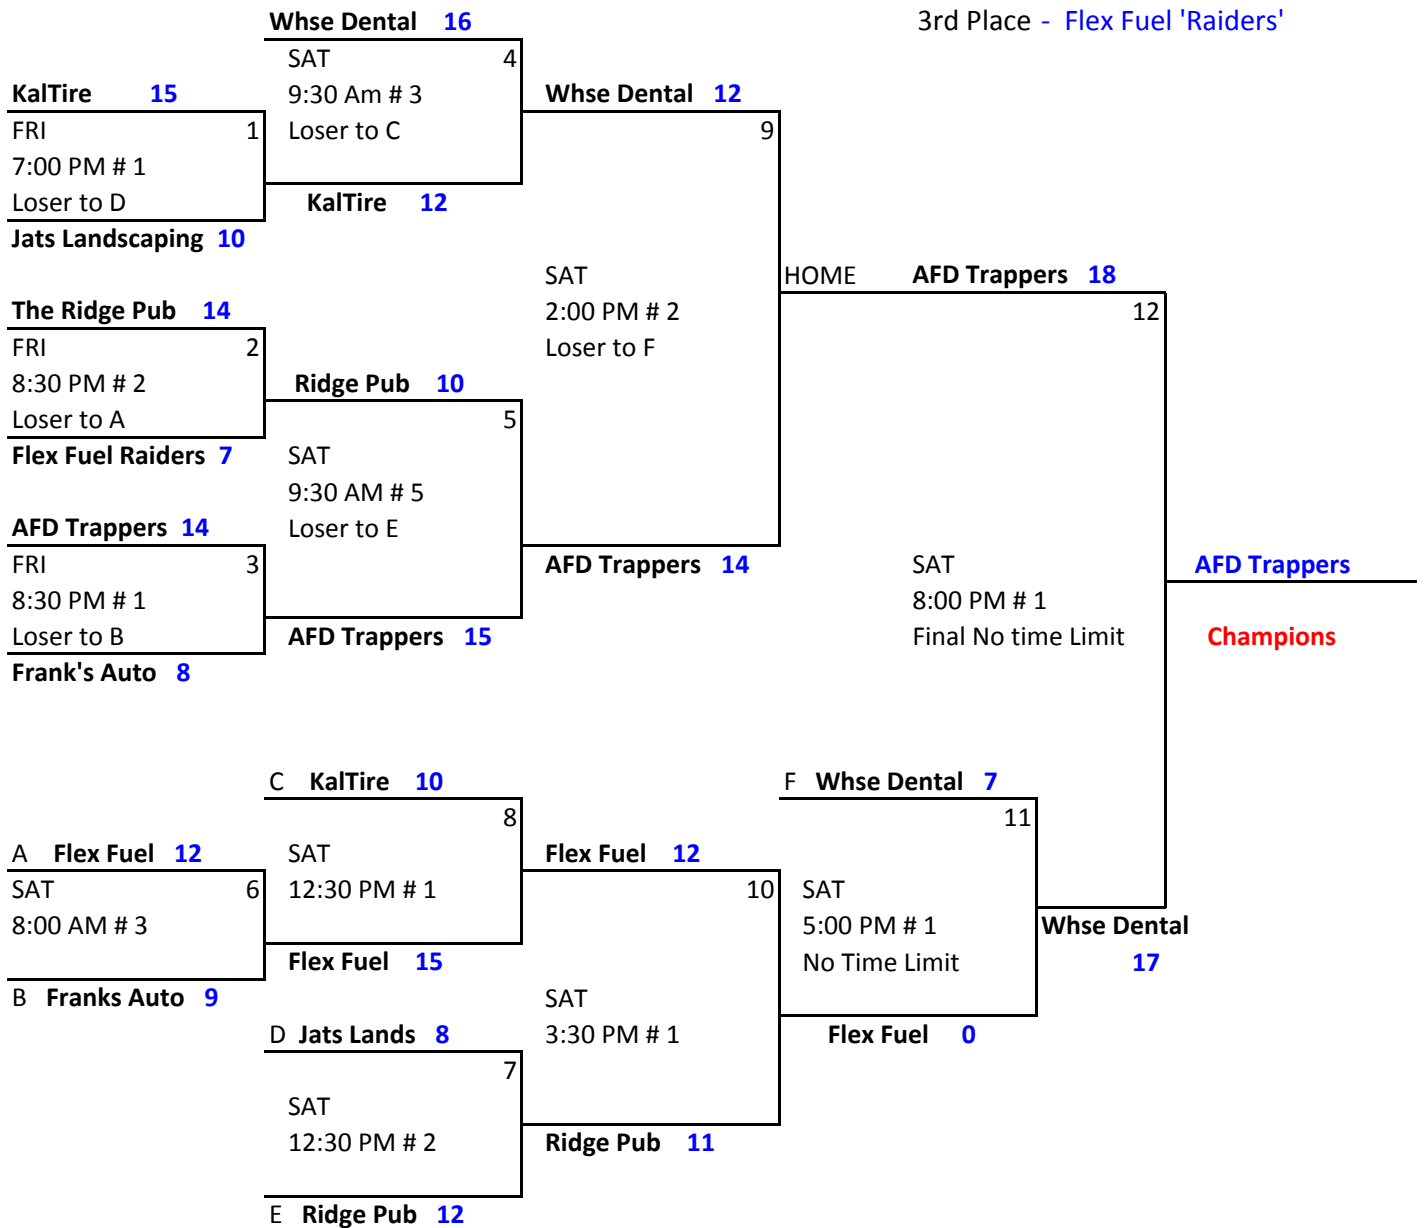 Whse Dental 16
3rd Place - Flex Fuel 'Raiders'
SAT 4
9:30 Am # 3
Loser to C
KalTire 12
KalTire 15
FRI 1
7:00 PM # 1
Loser to D
Jats Landscaping 10
Whse Dental 12
9
SAT
2:00 PM # 2
Loser to F
AFD Trappers 14
The Ridge Pub 14
FRI 2
8:30 PM # 2
Loser to A
Flex Fuel Raiders 7
Ridge Pub 10
5
SAT
9:30 AM # 5
Loser to E
AFD Trappers 15
AFD Trappers 14
FRI 3
8:30 PM # 1
Loser to B
Frank's Auto 8
HOME AFD Trappers 18
12
SAT
8:00 PM # 1
Final No time Limit
AFD Trappers
Champions
C KalTire 10
8
SAT
12:30 PM # 1
Flex Fuel 15
A Flex Fuel 12
SAT 6
8:00 AM # 3
B Franks Auto 9
Flex Fuel 12
10
SAT
3:30 PM # 1
Ridge Pub 11
D Jats Lands 8
7
SAT
12:30 PM # 2
E Ridge Pub 12
F Whse Dental 7
11
SAT
5:00 PM # 1
No Time Limit
Flex Fuel 0
Whse Dental
17